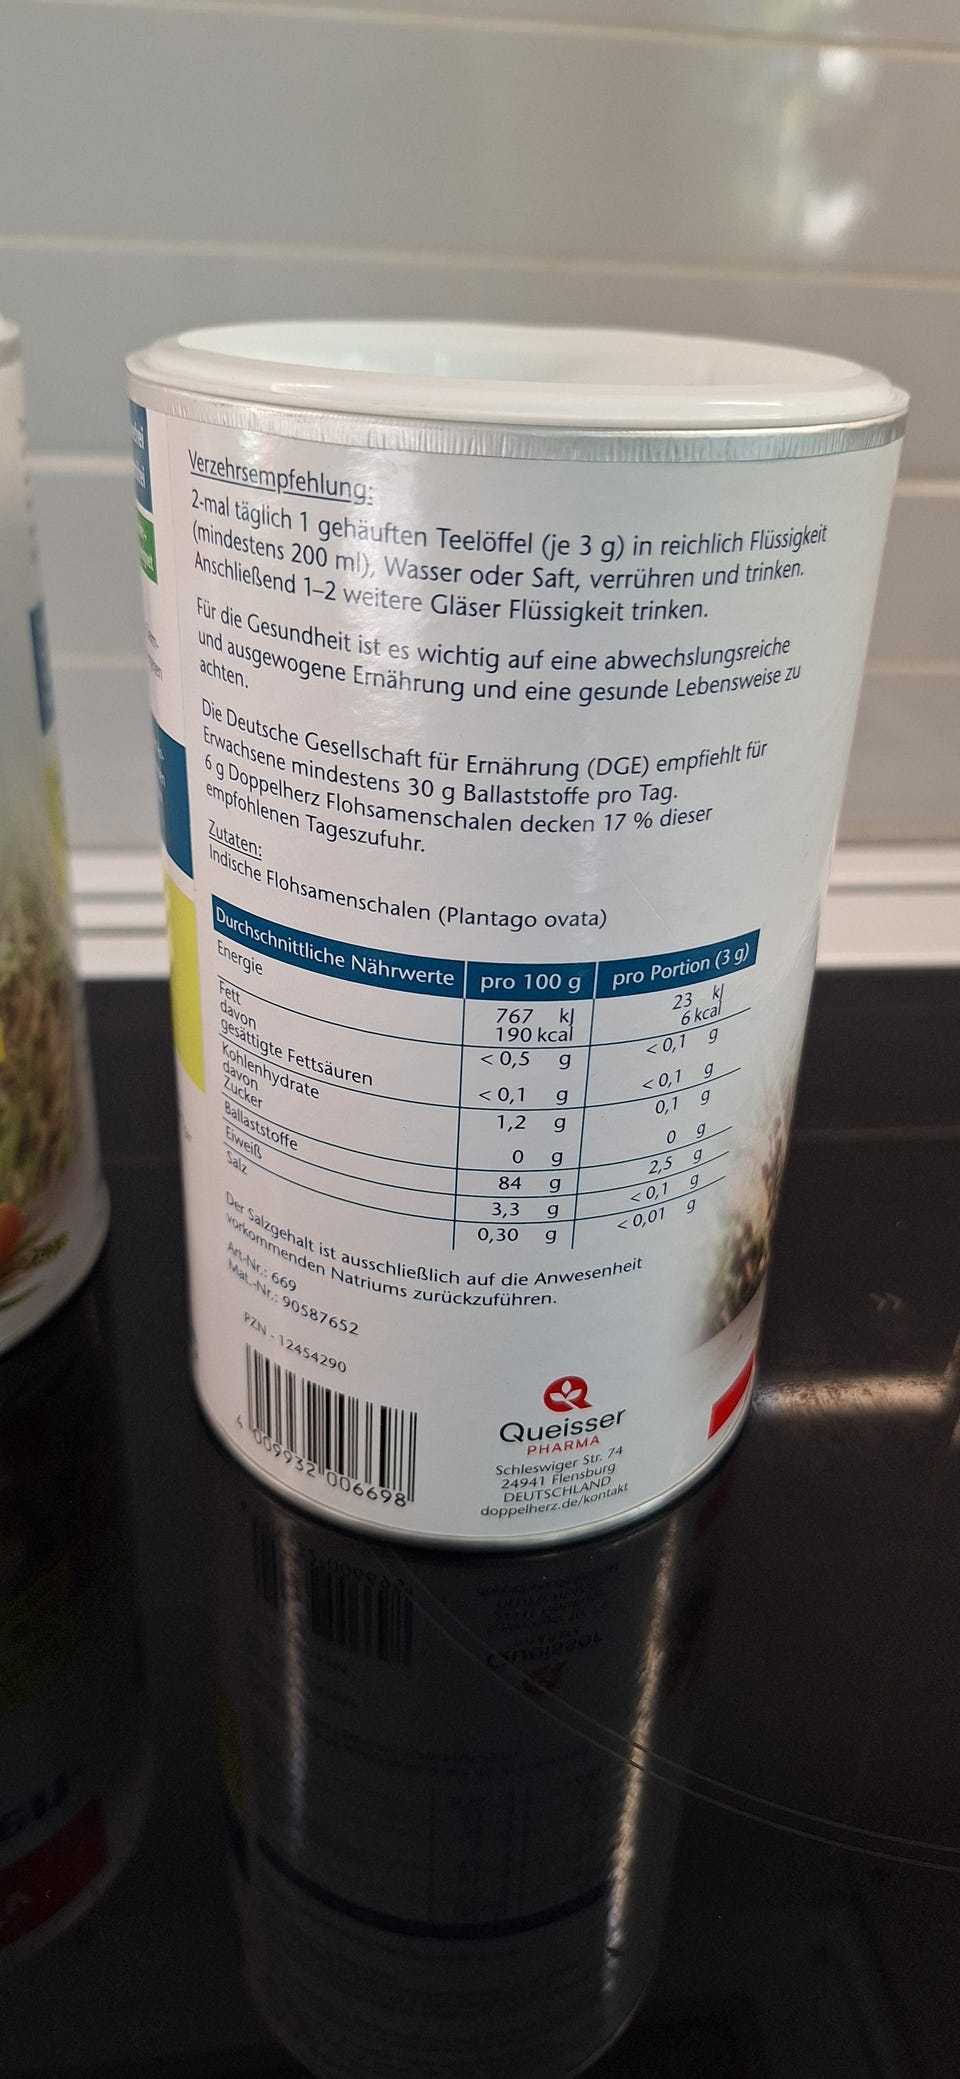 Verzehrsempfehlung:
2-mal täglich 1 gehäuften Teelöffel (je 3 g) in reichlich Flüssigkeit
(mindestens 200 ml), Wasser oder Saft, verrühren und trinken.
Anschließend 1–2 weitere Gläser Flüssigkeit trinken.
Für die Gesundheit ist es wichtig auf eine abwechslungsreiche
und ausgewogene Ernährung und eine gesunde Lebensweise zu
achten.
Die Deutsche Gesellschaft für Ernährung (DGE) empfiehlt für
Erwachsene mindestens 30 g Ballaststoffe pro Tag.
6 g Doppelherz Flohsamenschalen decken 17 % dieser
empfohlenen Tageszufuhr.
Zutaten:
Indische Flohsamenschalen (Plantago ovata)
Durchschnittliche Nährwerte pro 100 g pro Portion (3 g)
Energie 767 kJ 23 kJ
190 kcal 6 kcal
Fett < 0,5 g < 0,1 g
davon
gesättigte Fettsäuren < 0,1 g < 0,1 g
Kohlenhydrate 1,2 g 0,1 g
davon
Zucker 0 g 0 g
Ballaststoffe 84 g 2,5 g
Eiweiß 3,3 g < 0,1 g
Salz 0,30 g < 0,01 g
Der Salzgehalt ist ausschließlich auf die Anwesenheit
vorkommenden Natriums zurückzuführen.
Art-Nr.: 669
Mat.-Nr.: 90587652
PZN - 12454290
4 009932 006698
Queisser
PHARMA
Schleswiger Str. 74
24941 Flensburg
DEUTSCHLAND
doppelherz.de/kontakt